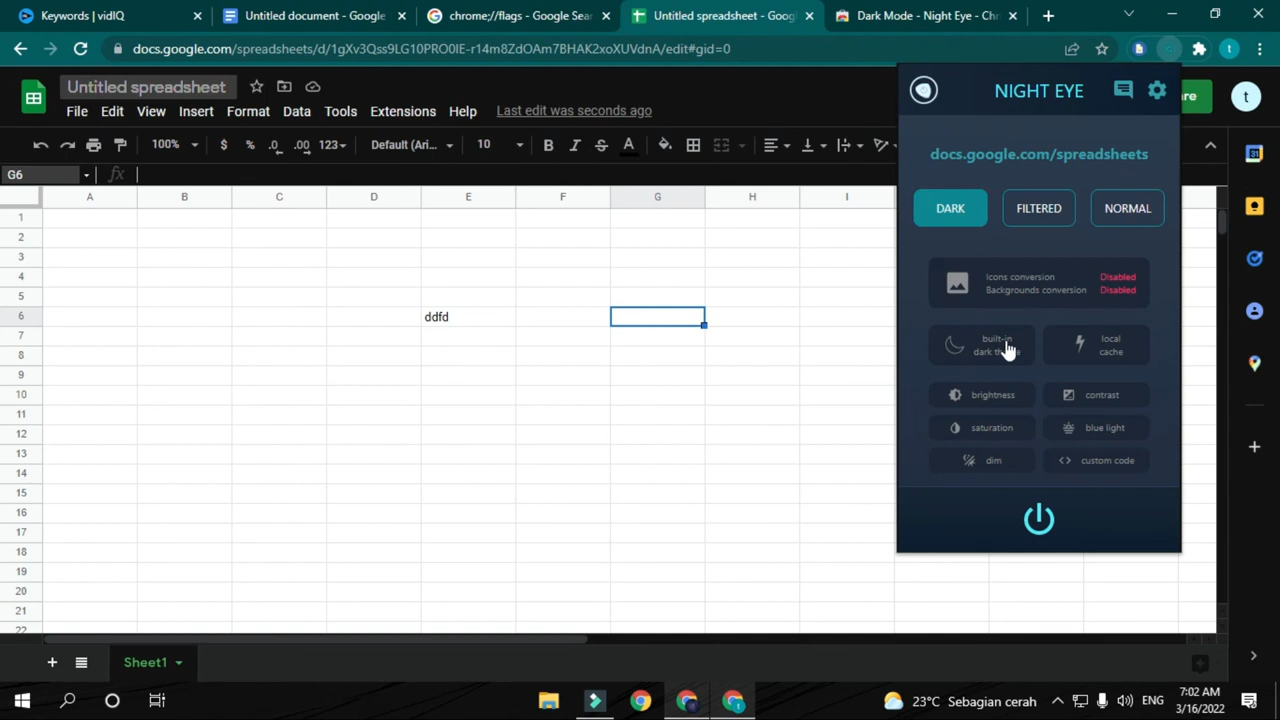 Keywords | vidIQ
Untitled document - Google
chrome://flags - Google Sear
Untitled spreadsheet - Goog
Dark Mode - Night Eye - Chr
docs.google.com/spreadsheets/d/1gXv3Qss9LG10PRO0lE-r14m8ZdOAm7BHAK2xoXUVdnA/edit#gid=0
t
Untitled spreadsheet
File Edit View Insert Format Data Tools Extensions Help Last edit was seconds ago
are
t
100% $ % .0 .00 123 Default (Ari... 10 B I S A
G6 fx
A B C D E F G H I
1
2
3
4
5
6 ddfd
7
8
9
10
11
12
13
14
15
16
17
18
19
20
21
22
NIGHT EYE
docs.google.com/spreadsheets
DARK FILTERED NORMAL
Icons conversion Disabled
Backgrounds conversion Disabled
built-in
dark
local
cache
brightness contrast
saturation blue light
dim custom code
Sheet1
23°C Sebagian cerah ENG
7:02 AM
3/16/2022